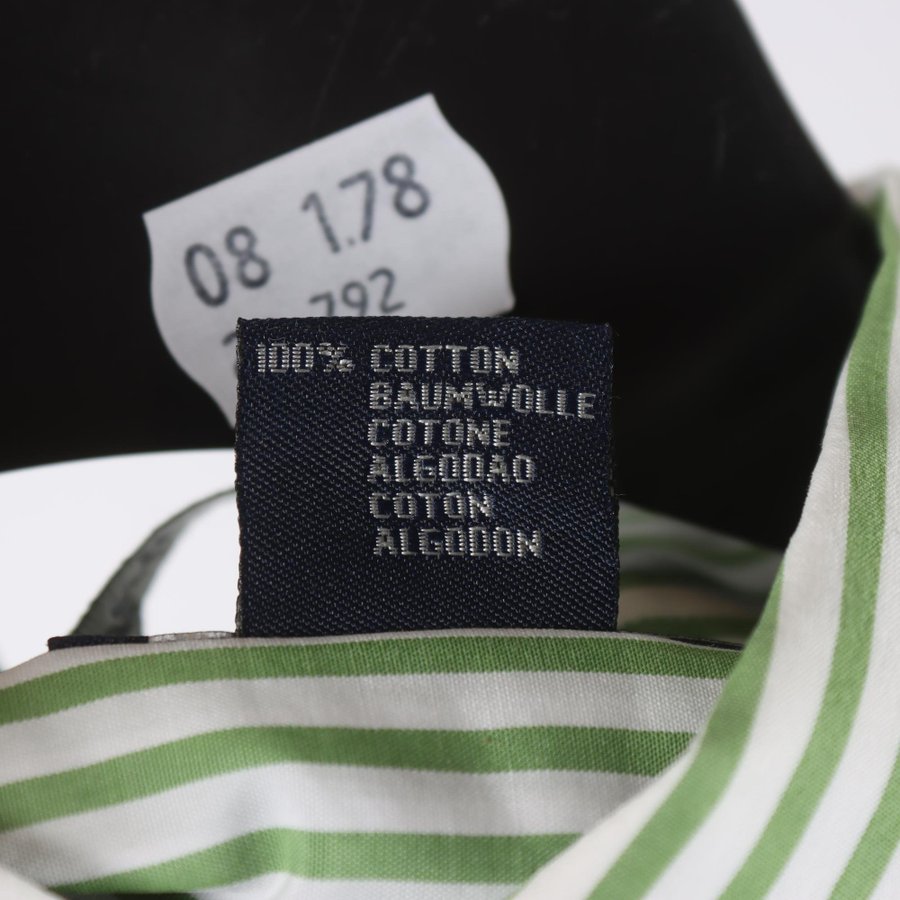 08 1.78
792
100% COTTON
BAUMWOLLE
COTONE
ALGODAO
COTON
ALGODON